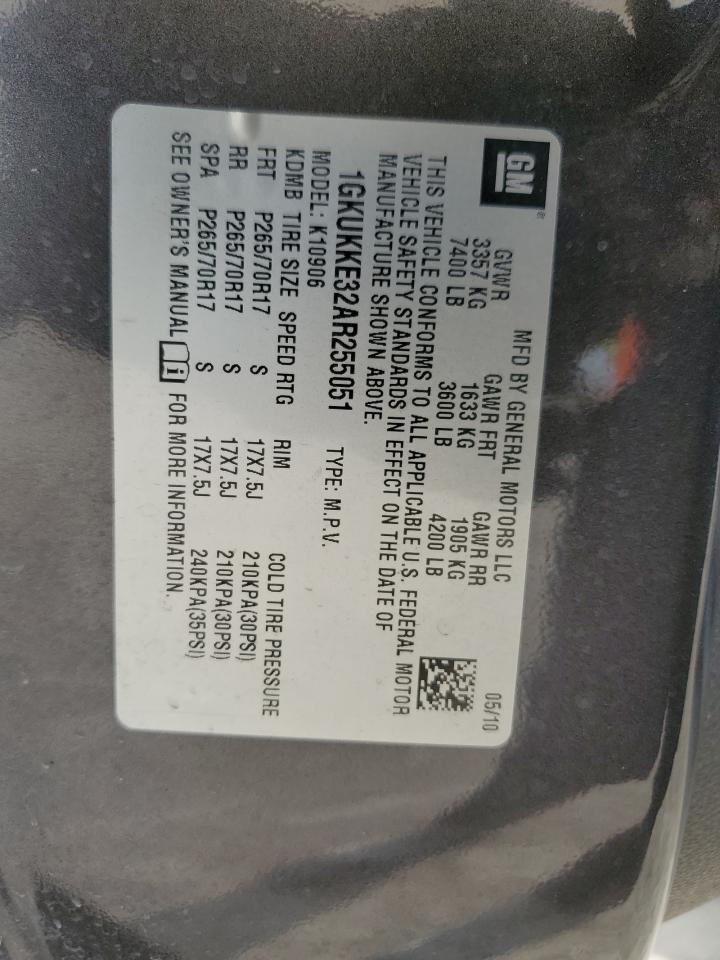 GM®
MFD BY GENERAL MOTORS LLC 05/10
GVWR GAWR FRT GAWR RR
3357 KG 1633 KG 1905 KG
7400 LB 3600 LB 4200 LB
THIS VEHICLE CONFORMS TO ALL APPLICABLE U.S. FEDERAL MOTOR
VEHICLE SAFETY STANDARDS IN EFFECT ON THE DATE OF
MANUFACTURE SHOWN ABOVE.
1GKUKKE32AR255051 TYPE: M.P.V.
MODEL: K10906
KDMB TIRE SIZE SPEED RTG RIM COLD TIRE PRESSURE
FRT P265/70R17 S 17X7.5J 210KPA(30PSI)
RR P265/70R17 S 17X7.5J 210KPA(30PSI)
SPA P265/70R17 S 17X7.5J 240KPA(35PSI)
SEE OWNER'S MANUAL i FOR MORE INFORMATION.